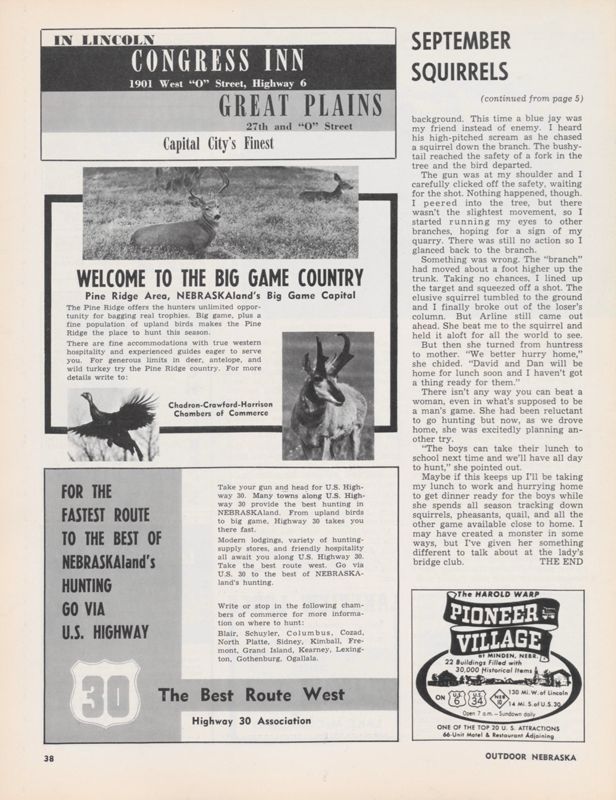 IN LINCOLN
CONGRESS INN
1901 West "O" Street, Highway 6
GREAT PLAINS
27th and "O" Street
Capital City's Finest
WELCOME TO THE BIG GAME COUNTRY
Pine Ridge Area, NEBRASKAland's Big Game Capital
The Pine Ridge offers the hunters unlimited oppor-
tunity for bagging real trophies. Big game, plus a
fine population of upland birds makes the Pine
Ridge the place to hunt this season.
There are fine accommodations with true western
hospitality and experienced guides eager to serve
you. For generous limits in deer, antelope, and
wild turkey try the Pine Ridge country. For more
details write to:
Chadron-Crawford-Harrison
Chambers of Commerce
FOR THE
FASTEST ROUTE
TO THE BEST OF
NEBRASKAland's
HUNTING
GO VIA
U.S. HIGHWAY
30
Take your gun and head for U.S. High-
way 30. Many towns along U.S. High-
way 30 provide the best hunting in
NEBRASKAland. From upland birds
to big game, Highway 30 takes you
there fast.
Modern lodgings, variety of hunting-
supply stores, and friendly hospitality
all await you along U.S. Highway 30.
Take the best route west. Go via
U.S. 30 to the best of NEBRASKA-
land's hunting.
Write or stop in the following cham-
bers of commerce for more informa-
tion on where to hunt:
Blair, Schuyler, Columbus, Cozad,
North Platte, Sidney, Kimball, Fre-
mont, Grand Island, Kearney, Lexing-
ton, Gothenburg, Ogallala.
The Best Route West
Highway 30 Association
SEPTEMBER
SQUIRRELS
(continued from page 5)
background. This time a blue jay was
my friend instead of enemy. I heard
his high-pitched scream as he chased
a squirrel down the branch. The bushy-
tail reached the safety of a fork in the
tree and the bird departed.
The gun was at my shoulder and I
carefully clicked off the safety, waiting
for the shot. Nothing happened, though.
I peered into the tree, but there
wasn't the slightest movement, so I
started running my eyes to other
branches, hoping for a sign of my
quarry. There was still no action so I
glanced back to the branch.
Something was wrong. The "branch"
had moved about a foot higher up the
trunk. Taking no chances, I lined up
the target and squeezed off a shot. The
elusive squirrel tumbled to the ground
and I finally broke out of the loser's
column. But Arline still came out
ahead. She beat me to the squirrel and
held it aloft for all the world to see.
But then she turned from huntress
to mother. "We better hurry home,"
she chided. "David and Dan will be
home for lunch soon and I haven't got
a thing ready for them."
There isn't any way you can beat a
woman, even in what's supposed to be
a man's game. She had been reluctant
to go hunting but now, as we drove
home, she was excitedly planning an-
other try.
"The boys can take their lunch to
school next time and we'll have all day
to hunt," she pointed out.
Maybe if this keeps up I'll be taking
my lunch to work and hurrying home
to get dinner ready for the boys while
she spends all season tracking down
squirrels, pheasants, quail, and all the
other game available close to home. I
may have created a monster in some
ways, but I've given her something
different to talk about at the lady's
bridge club. THE END
The HAROLD WARP
PIONEER
VILLAGE
at MINDEN, NEBR.
22 Buildings Filled with
30,000 Historical Items
ON U.S. 6 U.S. 34 NEB 10 130 Mi. W. of Lincoln
14 Mi. S. of U.S. 30
Open 7 a.m.—Sundown daily
ONE OF THE TOP 20 U. S. ATTRACTIONS
66-Unit Motel & Restaurant Adjoining
38
OUTDOOR NEBRASKA